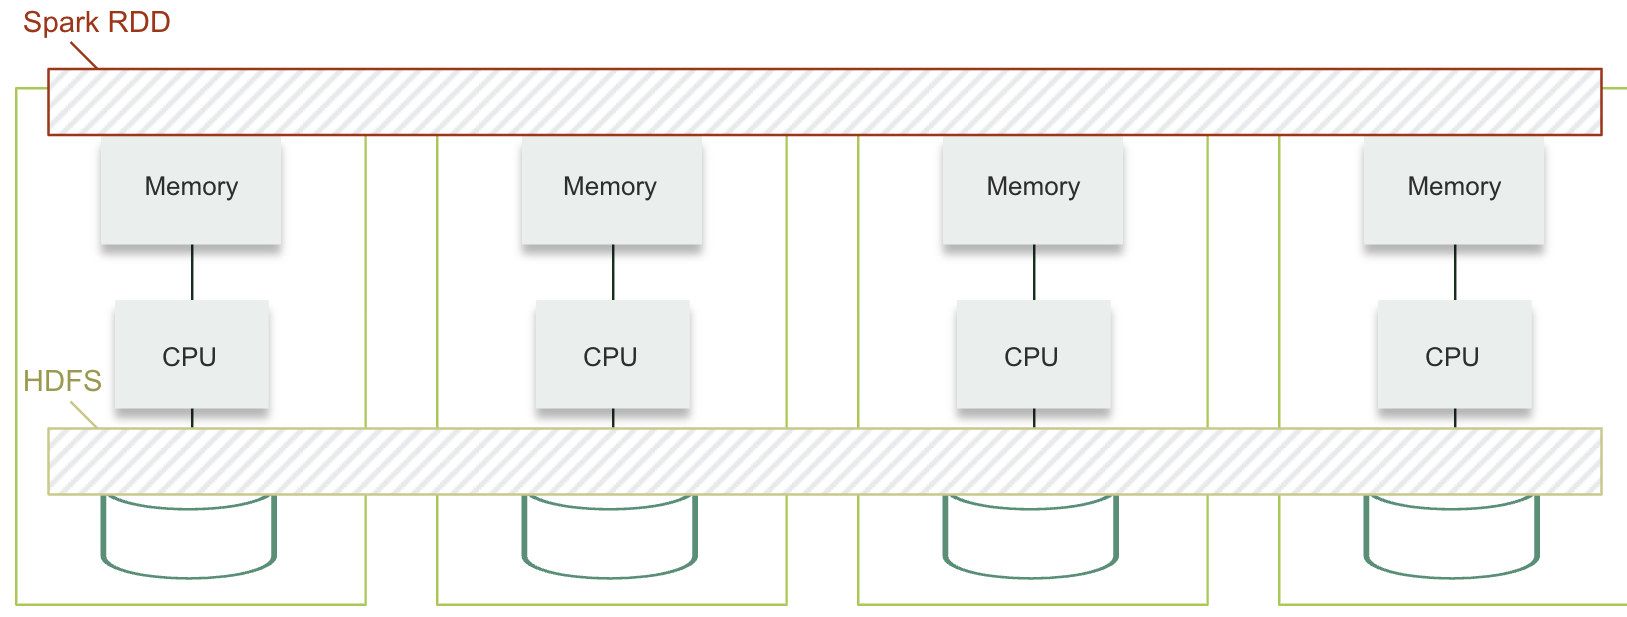 Spark RDD
Memory
Memory
Memory
Memory
CPU
CPU
CPU
CPU
HDFS